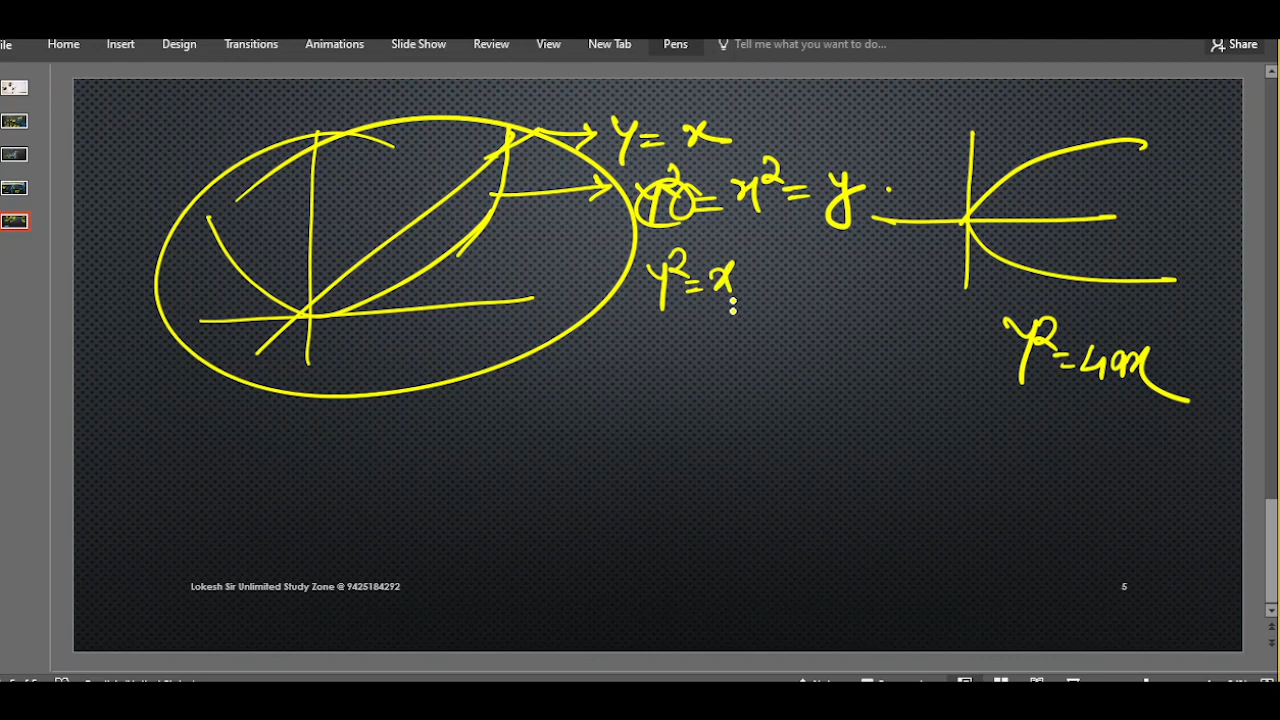 File Home Insert Design Transitions Animations Slide Show Review View New Tab Pens Tell me what you want to do... Share
y = x
= x² = y
y² = x
y² = 4ax
Lokesh Sir Unlimited Study Zone @ 9425184292
5